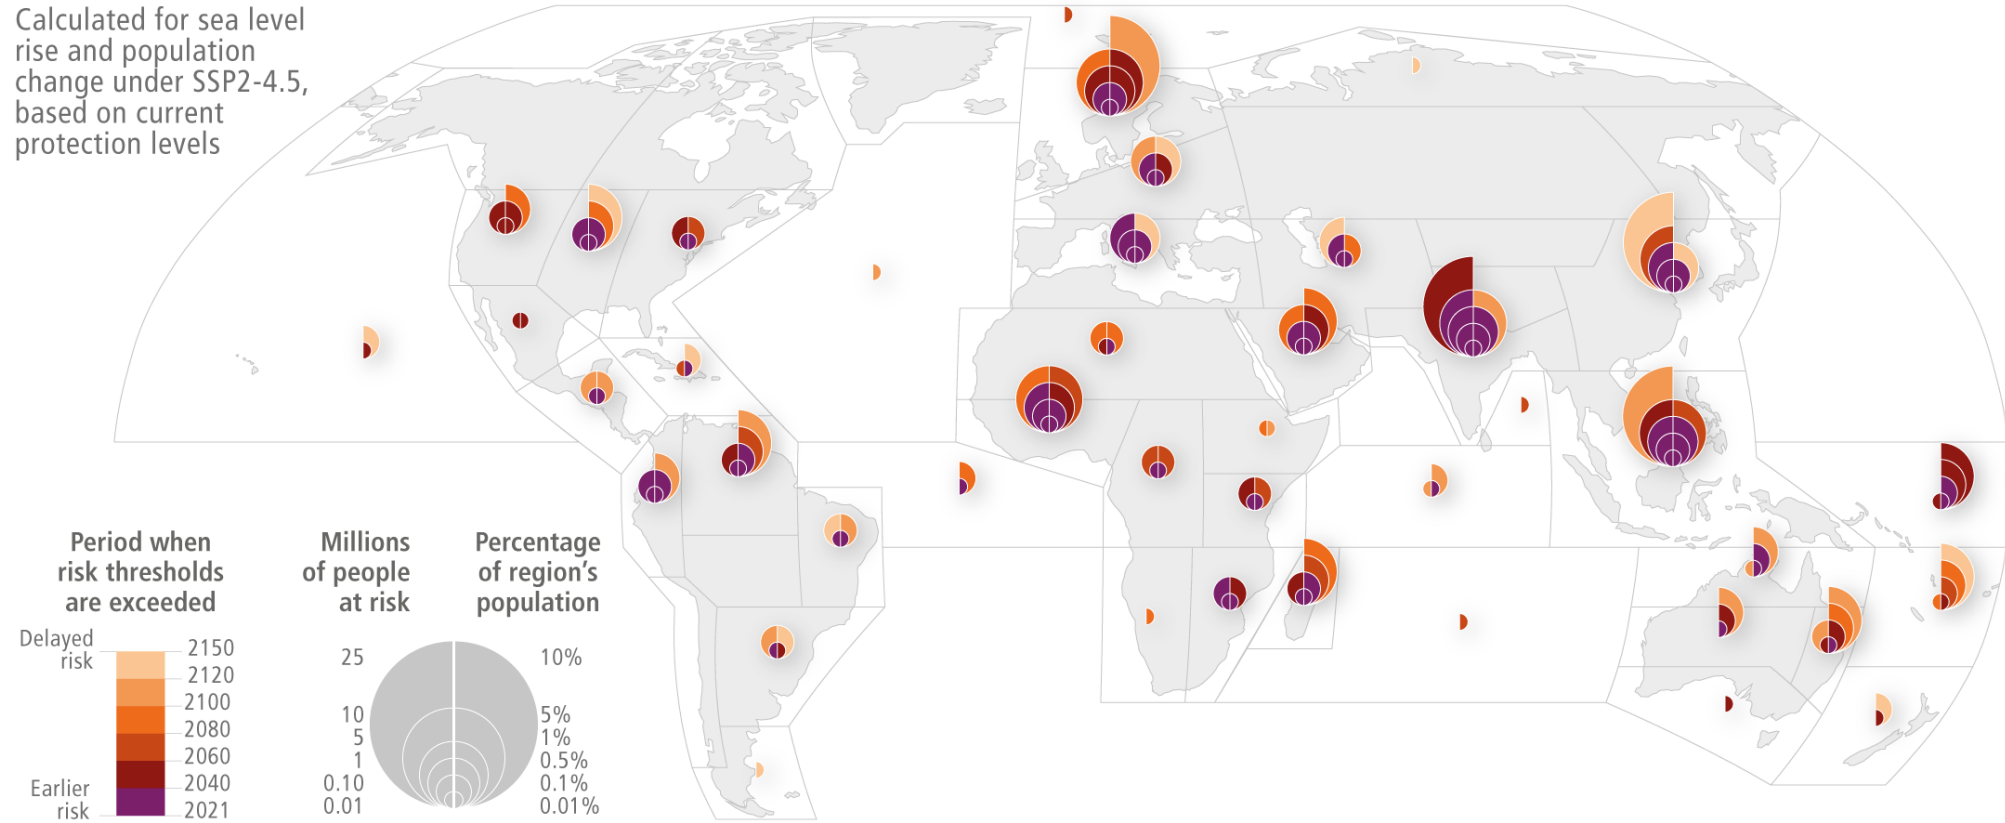 Calculated for sea level
rise and population
change under SSP2-4.5,
based on current
protection levels
Period when
risk thresholds
are exceeded
Delayed
risk
2150
2120
2100
2080
2060
2040
2021
Earlier
risk
Millions
of people
at risk
25
10
5
1
0.10
0.01
Percentage
of region's
population
10%
5%
1%
0.5%
0.1%
0.01%